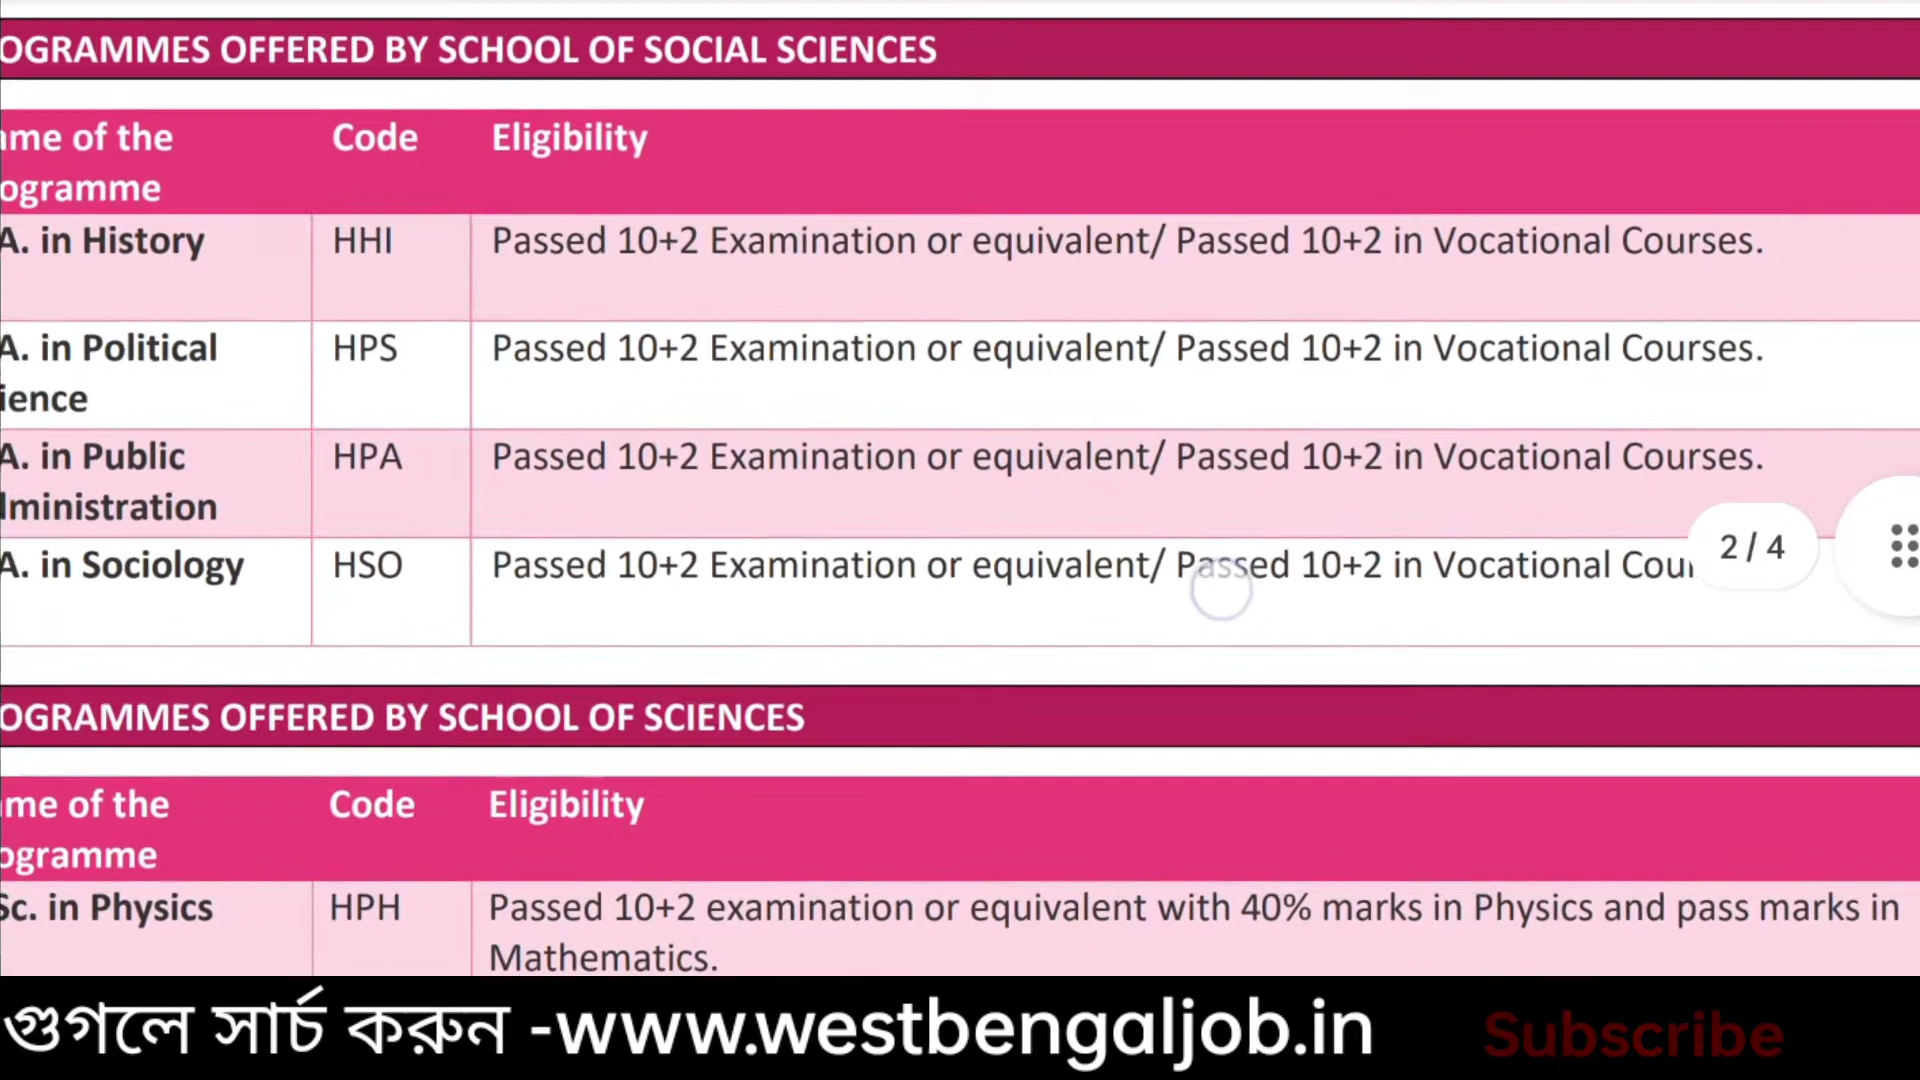 OGRAMMES OFFERED BY SCHOOL OF SOCIAL SCIENCES
me of the Code Eligibility
ogramme
A. in History HHI Passed 10+2 Examination or equivalent/ Passed 10+2 in Vocational Courses.
A. in Political HPS Passed 10+2 Examination or equivalent/ Passed 10+2 in Vocational Courses.
ience
A. in Public HPA Passed 10+2 Examination or equivalent/ Passed 10+2 in Vocational Courses.
ministration
2 / 4
A. in Sociology HSO Passed 10+2 Examination or equivalent/ Passed 10+2 in Vocational Cour
OGRAMMES OFFERED BY SCHOOL OF SCIENCES
me of the Code Eligibility
ogramme
Sc. in Physics HPH Passed 10+2 examination or equivalent with 40% marks in Physics and pass marks in
Mathematics.
গুগলে সার্চ করুন -www.westbengaljob.in Subscribe